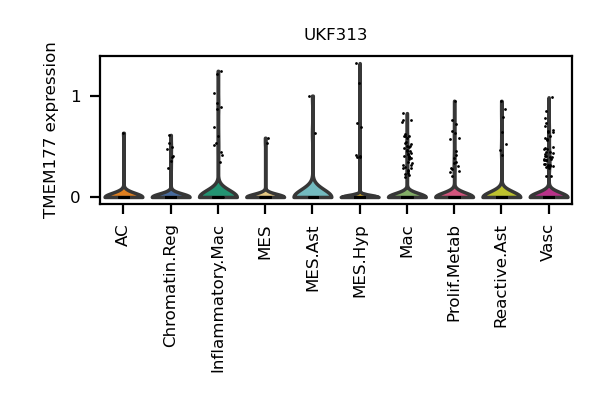 UKF313
TMEM177 expression
1
0
AC
Chromatin.Reg
Inflammatory.Mac
MES
MES.Ast
MES.Hyp
Mac
Prolif.Metab
Reactive.Ast
Vasc